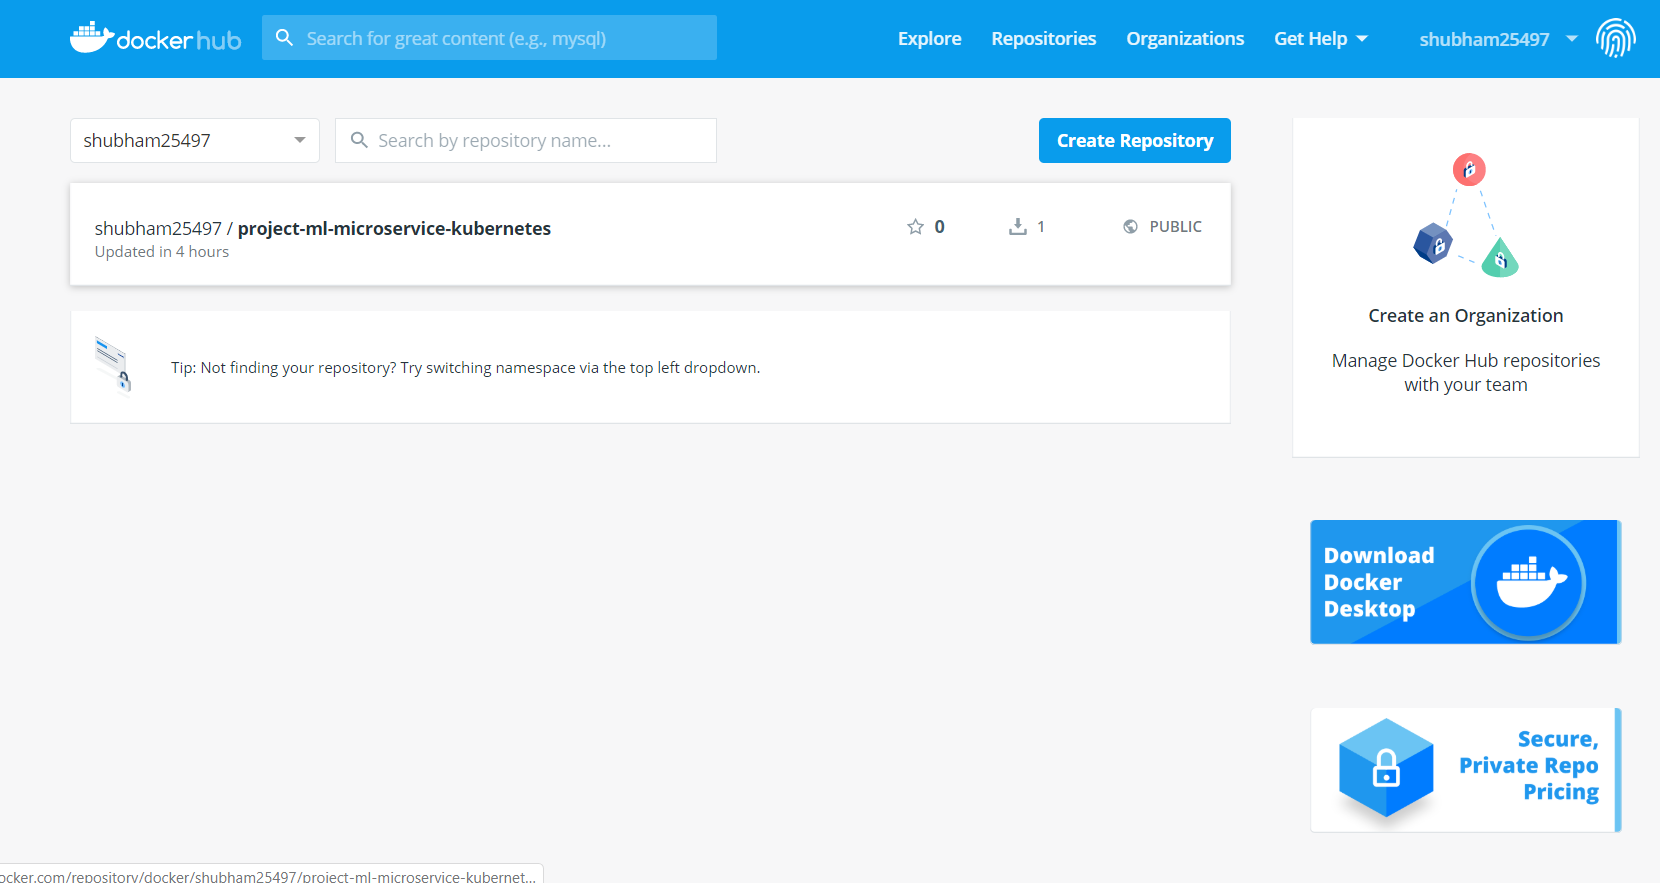 docker hub
Search for great content (e.g., mysql)
Explore
Repositories
Organizations
Get Help
shubham25497
shubham25497
Search by repository name...
Create Repository
shubham25497 / project-ml-microservice-kubernetes
Updated in 4 hours
0
1
PUBLIC
Tip: Not finding your repository? Try switching namespace via the top left dropdown.
Create an Organization
Manage Docker Hub repositories
with your team
Download
Docker
Desktop
Secure,
Private Repo
Pricing
ocker.com/repository/docker/shubham25497/project-ml-microservice-kubernet...